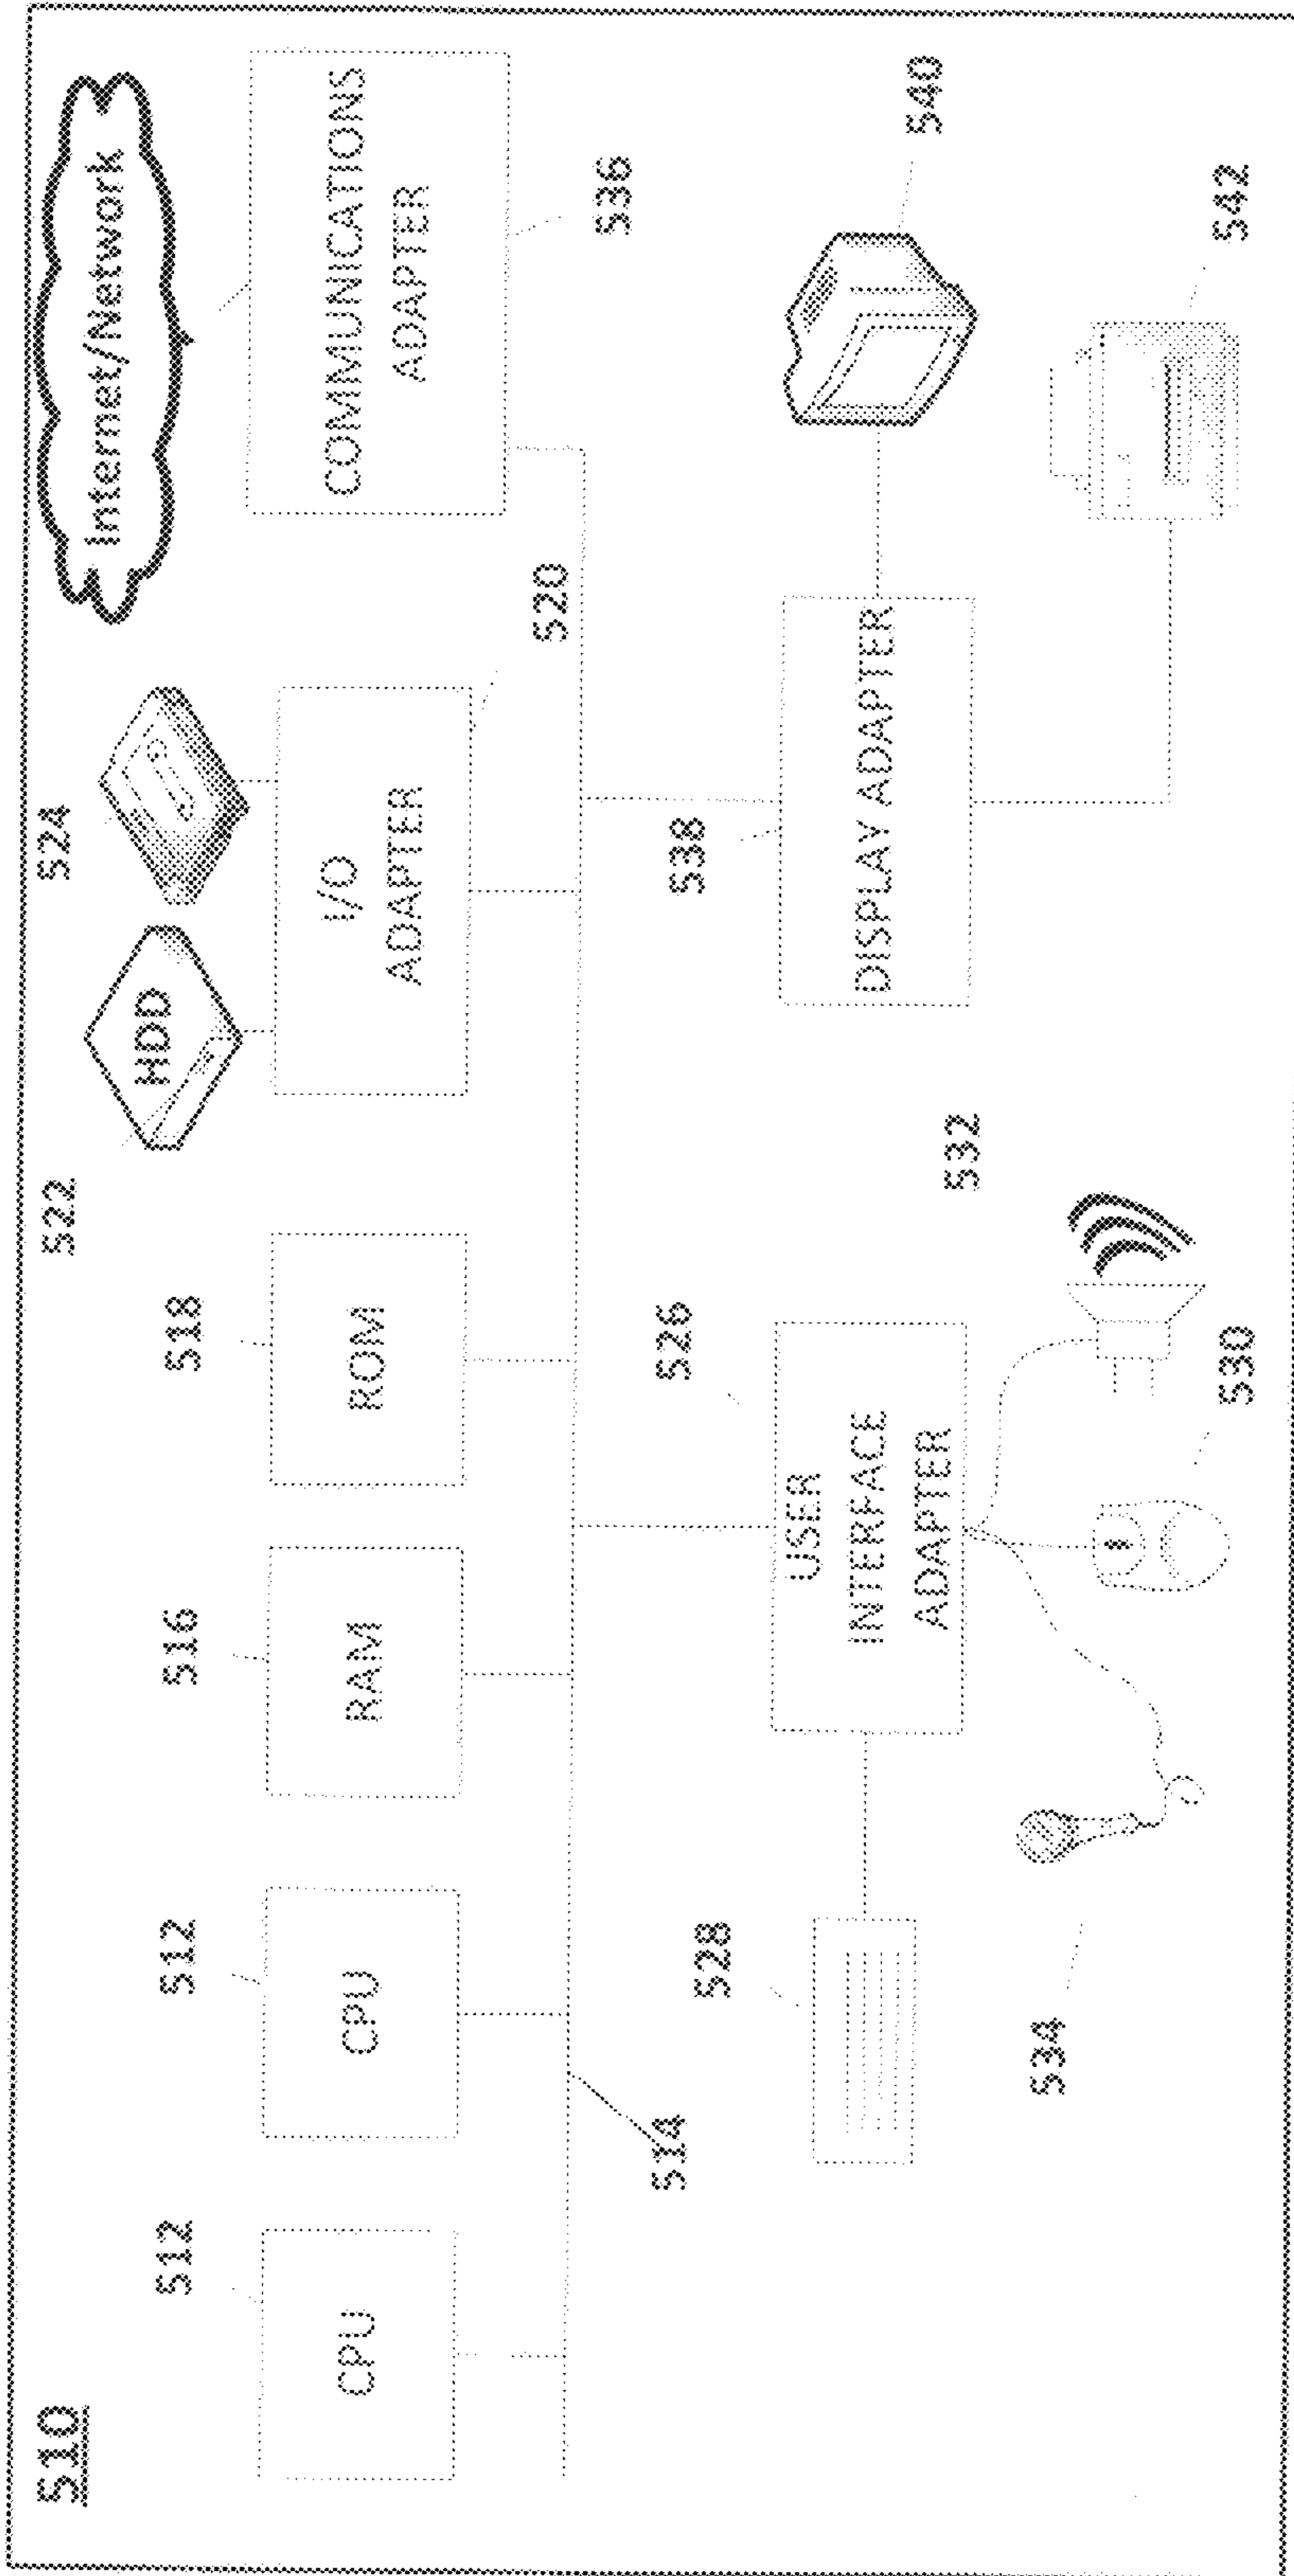 510
512
512
516
518
522
524
Internet/Network
HDD
CPU
CPU
RAM
ROM
I/O
ADAPTER
COMMUNICATIONS
ADAPTER
520
536
514
528
526
538
540
USER
INTERFACE
ADAPTER
DISPLAY ADAPTER
534
532
530
542